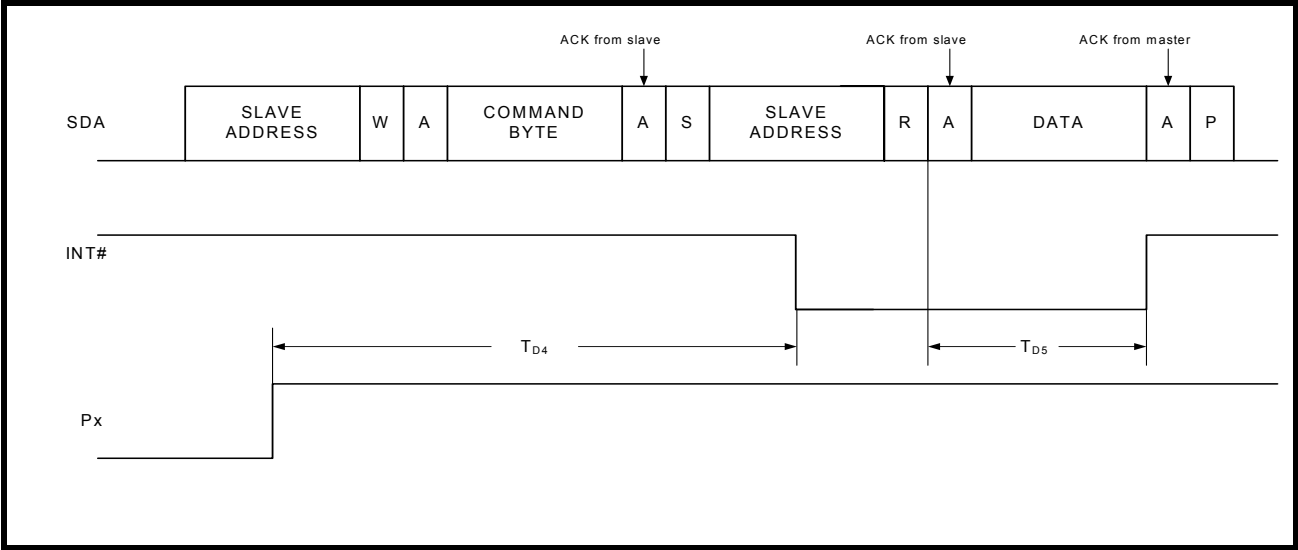 ACK from slave
ACK from slave
ACK from master
SDA
SLAVE
ADDRESS
W
A
COMMAND
BYTE
A
S
SLAVE
ADDRESS
R
A
DATA
A
P
INT#
TD4
TD5
Px